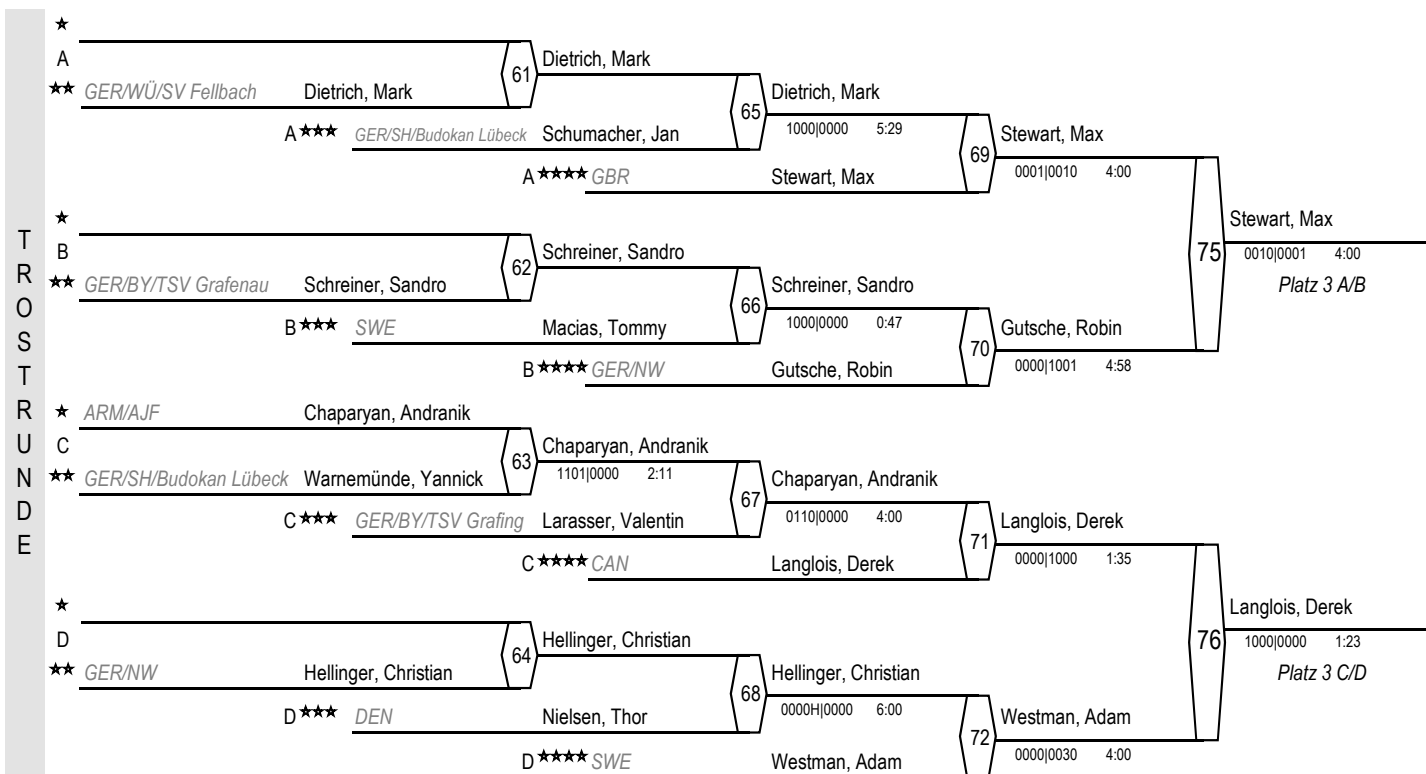 TROSTRUNDE
★
A
★★ GER/WÜ/SV Fellbach Dietrich, Mark
61
Dietrich, Mark
A ★★★ GER/SH/Budokan Lübeck Schumacher, Jan
65
Dietrich, Mark
1000|0000 5:29
A ★★★★ GBR Stewart, Max
69
Stewart, Max
0001|0010 4:00
★
B
★★ GER/BY/TSV Grafenau Schreiner, Sandro
62
Schreiner, Sandro
B ★★★ SWE Macias, Tommy
66
Schreiner, Sandro
1000|0000 0:47
B ★★★★ GER/NW Gutsche, Robin
70
Gutsche, Robin
0000|1001 4:58
75
Stewart, Max
0010|0001 4:00
Platz 3 A/B
★ ARM/AJF Chaparyan, Andranik
C
★★ GER/SH/Budokan Lübeck Warnemünde, Yannick
63
Chaparyan, Andranik
1101|0000 2:11
C ★★★ GER/BY/TSV Grafing Larasser, Valentin
67
Chaparyan, Andranik
0110|0000 4:00
C ★★★★ CAN Langlois, Derek
71
Langlois, Derek
0000|1000 1:35
★
D
★★ GER/NW Hellinger, Christian
64
Hellinger, Christian
D ★★★ DEN Nielsen, Thor
68
Hellinger, Christian
0000H|0000 6:00
D ★★★★ SWE Westman, Adam
72
Westman, Adam
0000|0030 4:00
76
Langlois, Derek
1000|0000 1:23
Platz 3 C/D